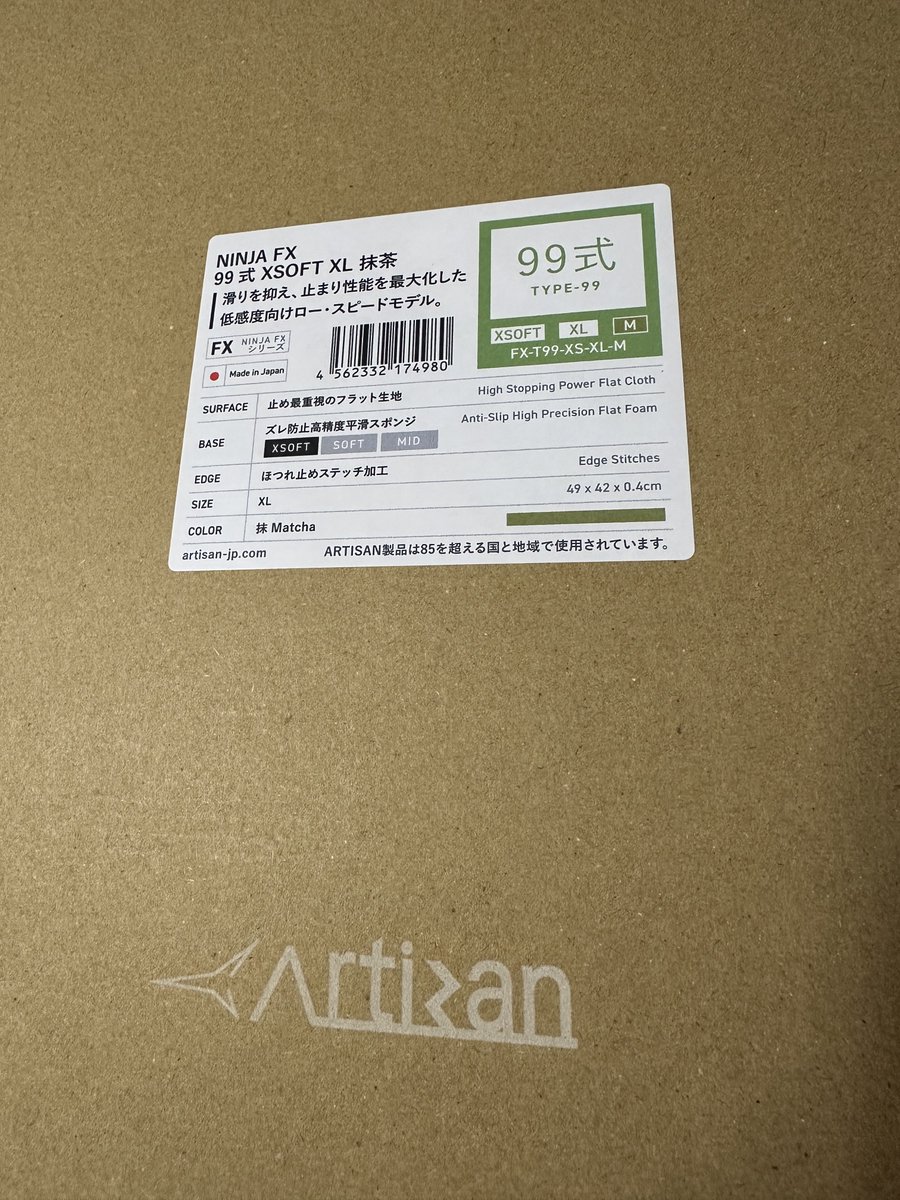 NINJA FX
99 式 XSOFT XL 抹茶
滑りを抑え、止まり性能を最大化した
低感度向けロー・スピードモデル。
FX NINJA FX シリーズ
Made in Japan
4 562332 174980
99式
TYPE-99
XSOFT XL M
FX-T99-XS-XL-M
SURFACE 止め最重視のフラット生地 High Stopping Power Flat Cloth
BASE ズレ防止高精度平滑スポンジ Anti-Slip High Precision Flat Foam
XSOFT SOFT MID
EDGE ほつれ止めステッチ加工 Edge Stitches
SIZE XL 49 x 42 x 0.4cm
COLOR 抹 Matcha
artisan-jp.com ARTISAN製品は85を超える国と地域で使用されています。
Artisan